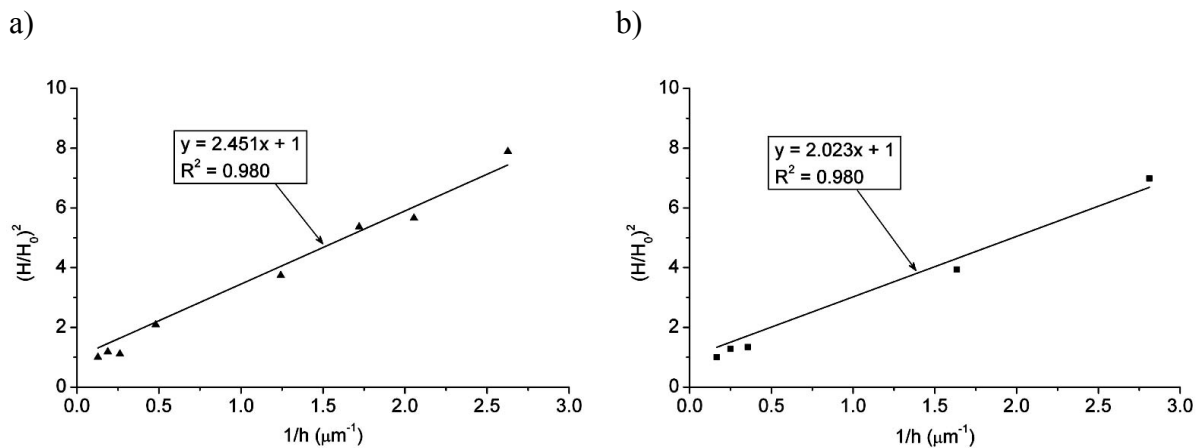 a)
10
8
6
4
2
0
(H/H₀)²
y = 2.451x + 1
R² = 0.980
0.0 0.5 1.0 1.5 2.0 2.5 3.0
1/h (μm⁻¹)
b)
10
8
6
4
2
0
(H/H₀)²
y = 2.023x + 1
R² = 0.980
0.0 0.5 1.0 1.5 2.0 2.5 3.0
1/h (μm⁻¹)